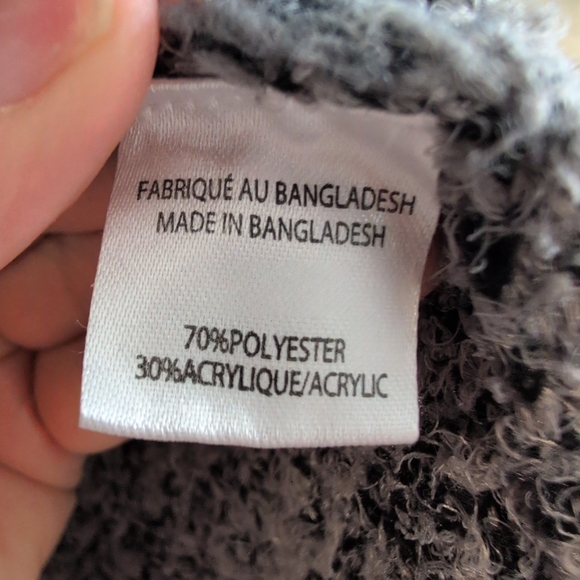 FABRIQUÉ AU BANGLADESH
MADE IN BANGLADESH
70%POLYESTER
30%ACRYLIQUE/ACRYLIC